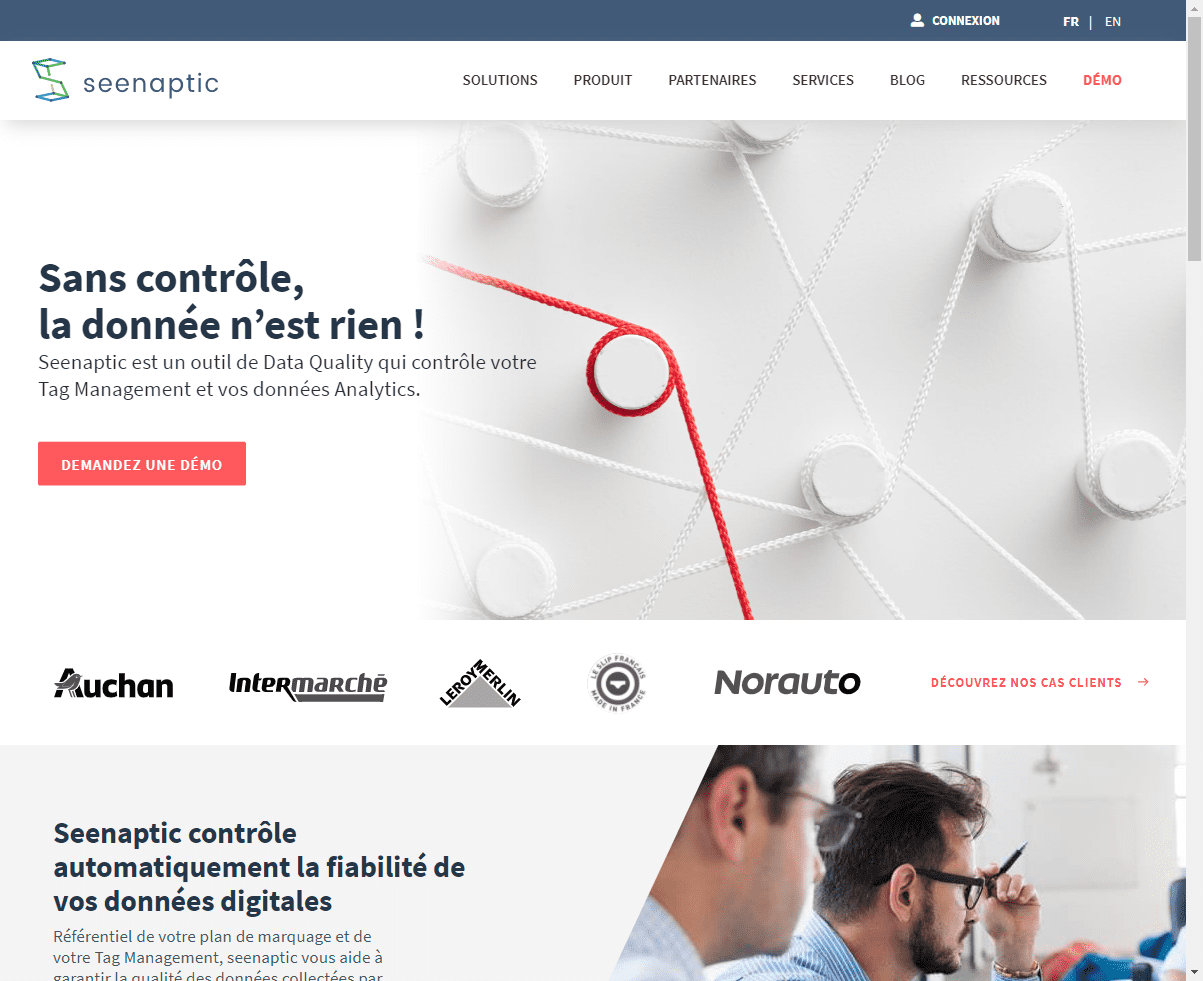 CONNEXION
FR | EN
seenaptic
SOLUTIONS PRODUIT PARTENAIRES SERVICES BLOG RESSOURCES DÉMO
Sans contrôle,
la donnée n’est rien !
Seenaptic est un outil de Data Quality qui contrôle votre
Tag Management et vos données Analytics.
DEMANDEZ UNE DÉMO
Auchan
Intermarchē
LEROY MERLIN
LE SLIP FRANÇAIS
MADE IN FRANCE
Norauto
DÉCOUVREZ NOS CAS CLIENTS →
Seenaptic contrôle
automatiquement la fiabilité de
vos données digitales
Référentiel de votre plan de marquage et de
votre Tag Management, seenaptic vous aide à
garantir la qualité des données collectées par